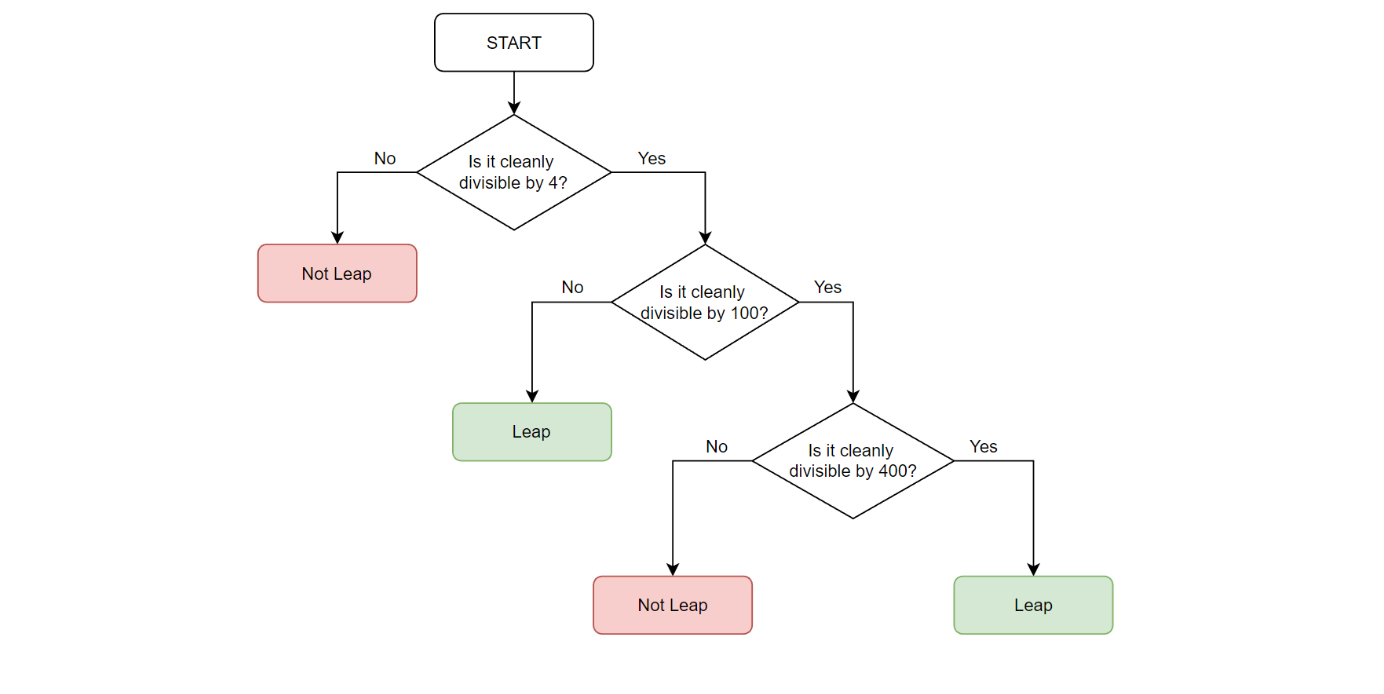 START
No
Yes
Is it cleanly
divisible by 4?
Not Leap
No
Yes
Is it cleanly
divisible by 100?
Leap
No
Yes
Is it cleanly
divisible by 400?
Not Leap
Leap